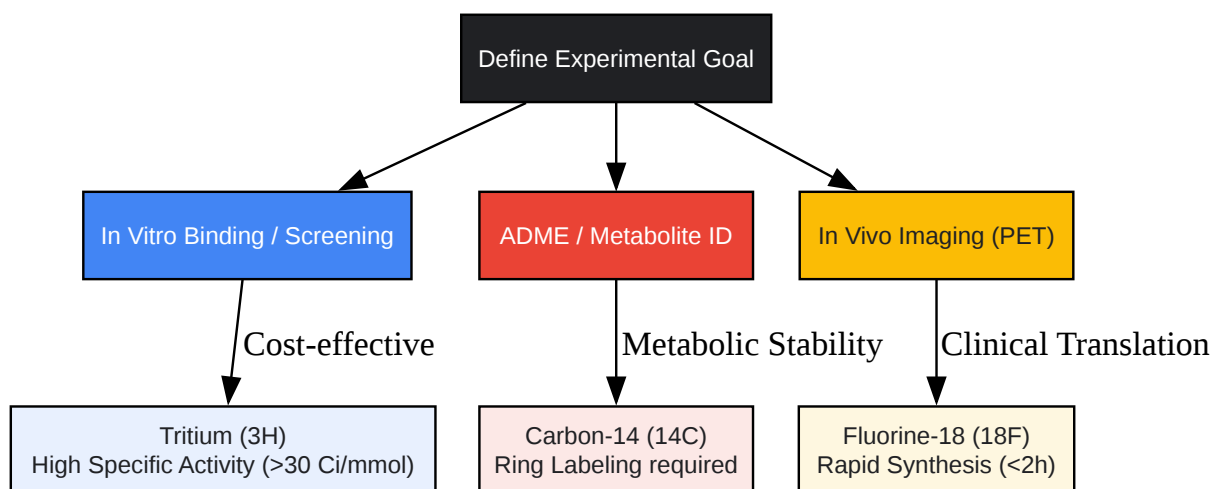 Define Experimental Goal
In Vitro Binding / Screening
ADME / Metabolite ID
In Vivo Imaging (PET)
Cost-effective
Metabolic Stability
Clinical Translation
Tritium (3H)
High Specific Activity (>30 Ci/mmol)
Carbon-14 (14C)
Ring Labeling required
Fluorine-18 (18F)
Rapid Synthesis (<2h)